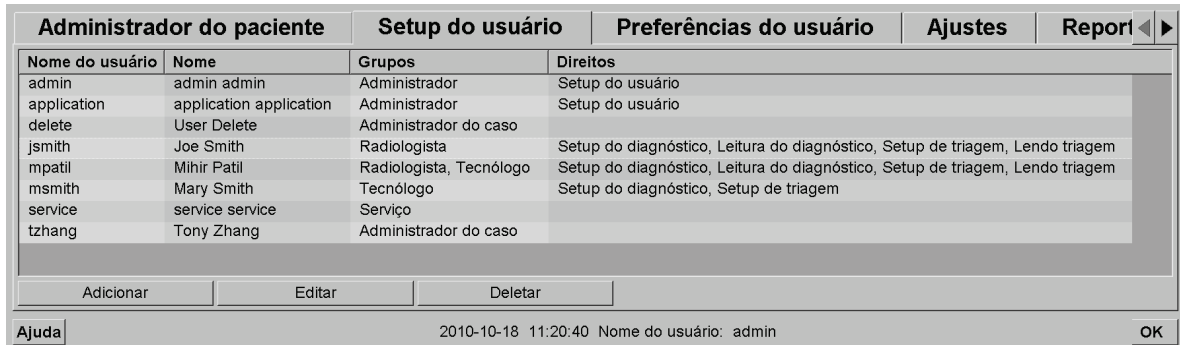 Administrador do paciente Setup do usuário Preferências do usuário Ajustes Report
Nome do usuário Nome Grupos Direitos
admin admin admin Administrador Setup do usuário
application application application Administrador Setup do usuário
delete User Delete Administrador do caso
jsmith Joe Smith Radiologista Setup do diagnóstico, Leitura do diagnóstico, Setup de triagem, Lendo triagem
mpatil Mihir Patil Radiologista, Tecnólogo Setup do diagnóstico, Leitura do diagnóstico, Setup de triagem, Lendo triagem
msmith Mary Smith Tecnólogo Setup do diagnóstico, Setup de triagem
service service service Serviço
tzhang Tony Zhang Administrador do caso
Adicionar Editar Deletar
Ajuda 2010-10-18 11:20:40 Nome do usuário: admin OK